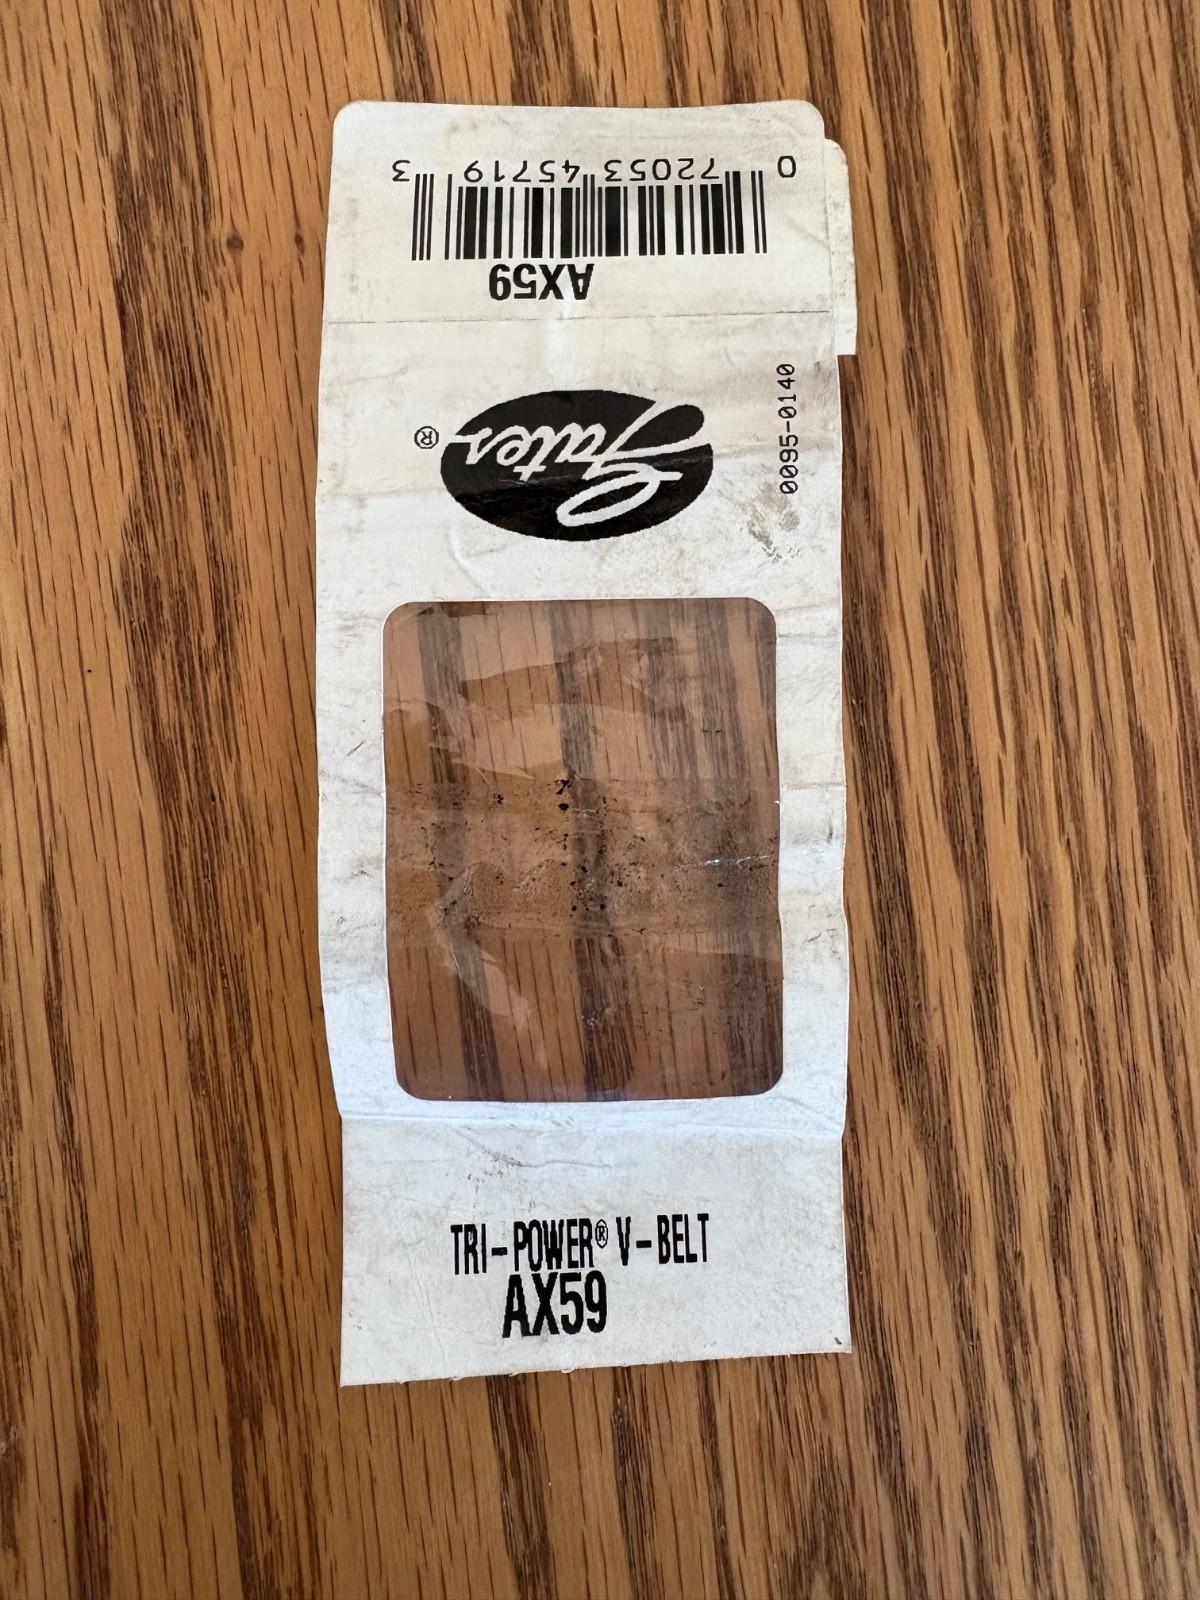 0 72053 45719 3
AX59
Gates®
0095-0140
TRI-POWER® V-BELT
AX59